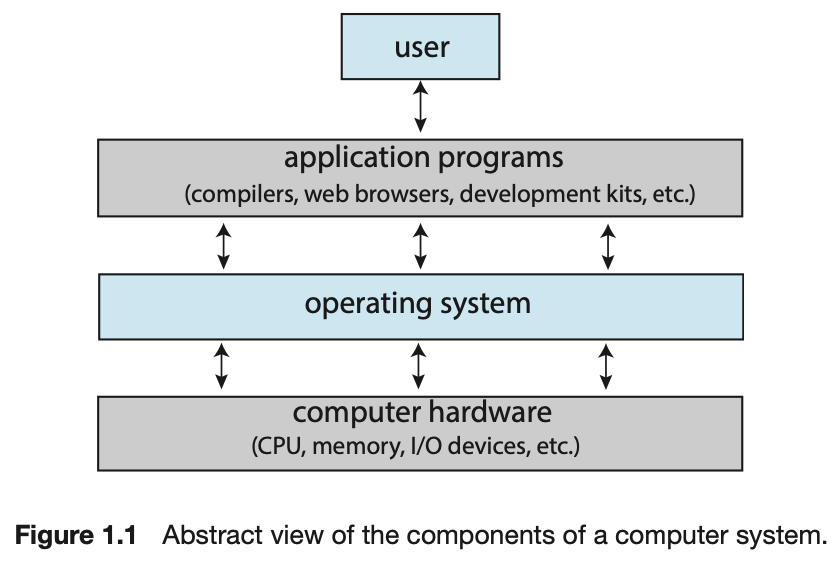 user
application programs
(compilers, web browsers, development kits, etc.)
operating system
computer hardware
(CPU, memory, I/O devices, etc.)
Figure 1.1 Abstract view of the components of a computer system.